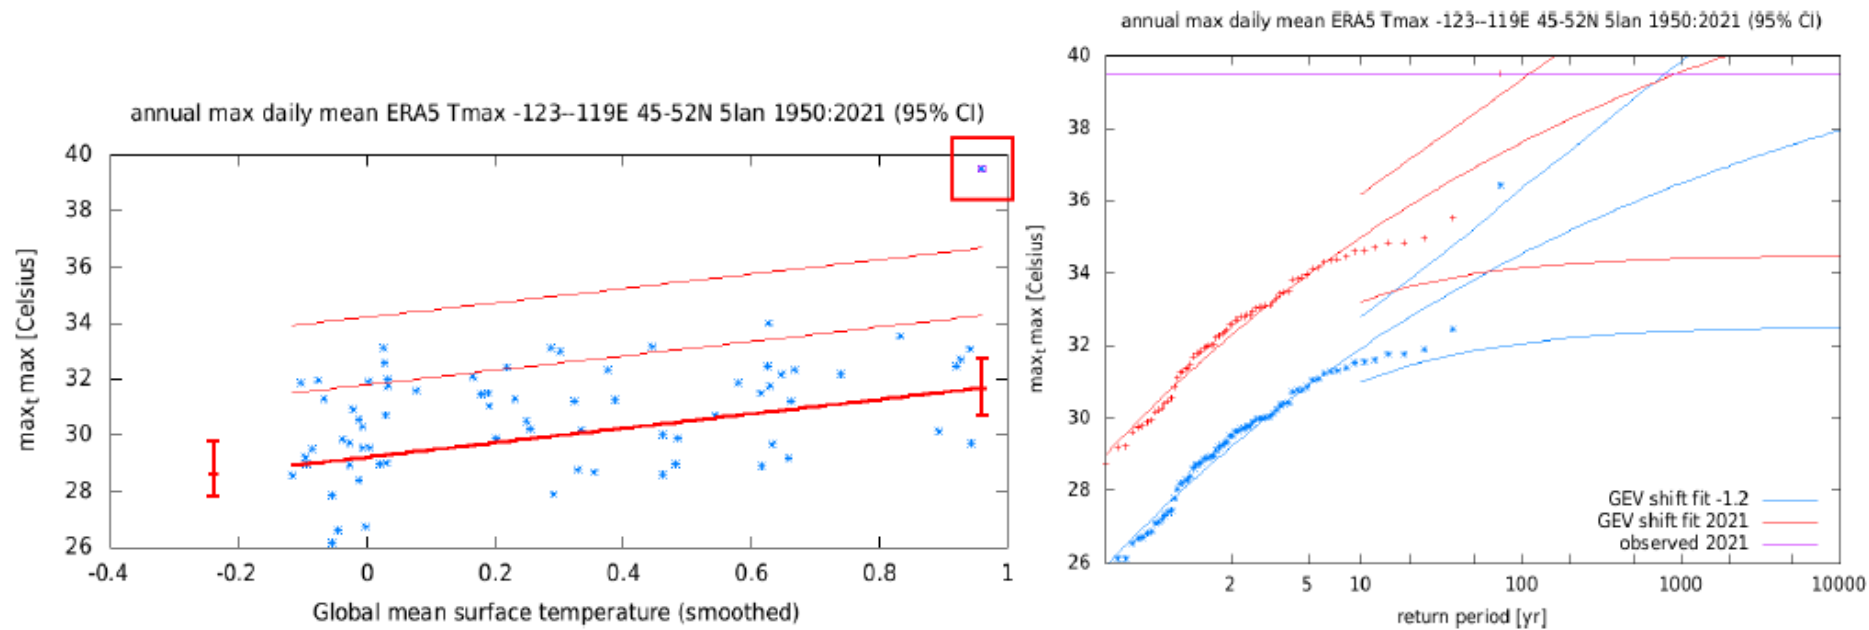 annual max daily mean ERA5 Tmax -123--119E 45-52N 5lan 1950:2021 (95% CI)
40
38
36
34
32
30
28
26
max_t max [Celsius]
-0.4 -0.2 0 0.2 0.4 0.6 0.8 1
Global mean surface temperature (smoothed)
annual max daily mean ERA5 Tmax -123--119E 45-52N 5lan 1950:2021 (95% CI)
40
38
36
34
32
30
28
26
max_t max [Celsius]
GEV shift fit -1.2
GEV shift fit 2021
observed 2021
2 5 10 100 1000 10000
return period [yr]